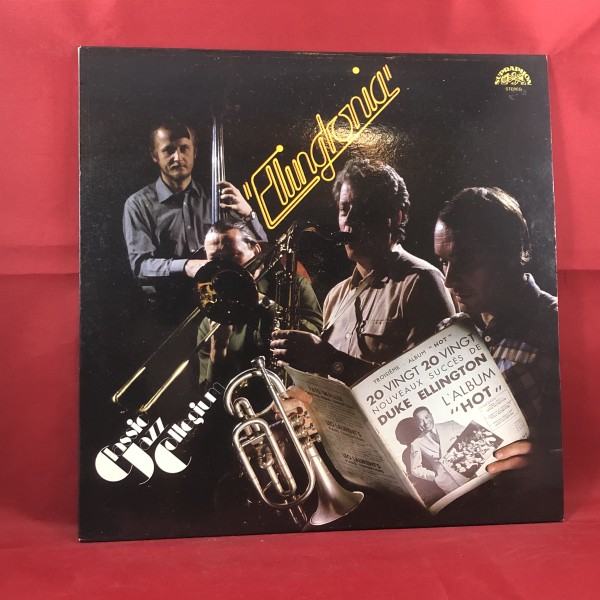 "Ellingtonia"
SUPRAPHON
STEREO
Classic
Jazz
Collegium
TROISIÈME ALBUM "HOT"
20 VINGT 20 VINGT
NOUVEAUX SUCCÈS DE
DUKE ELLINGTON
L'ALBUM
"HOT"